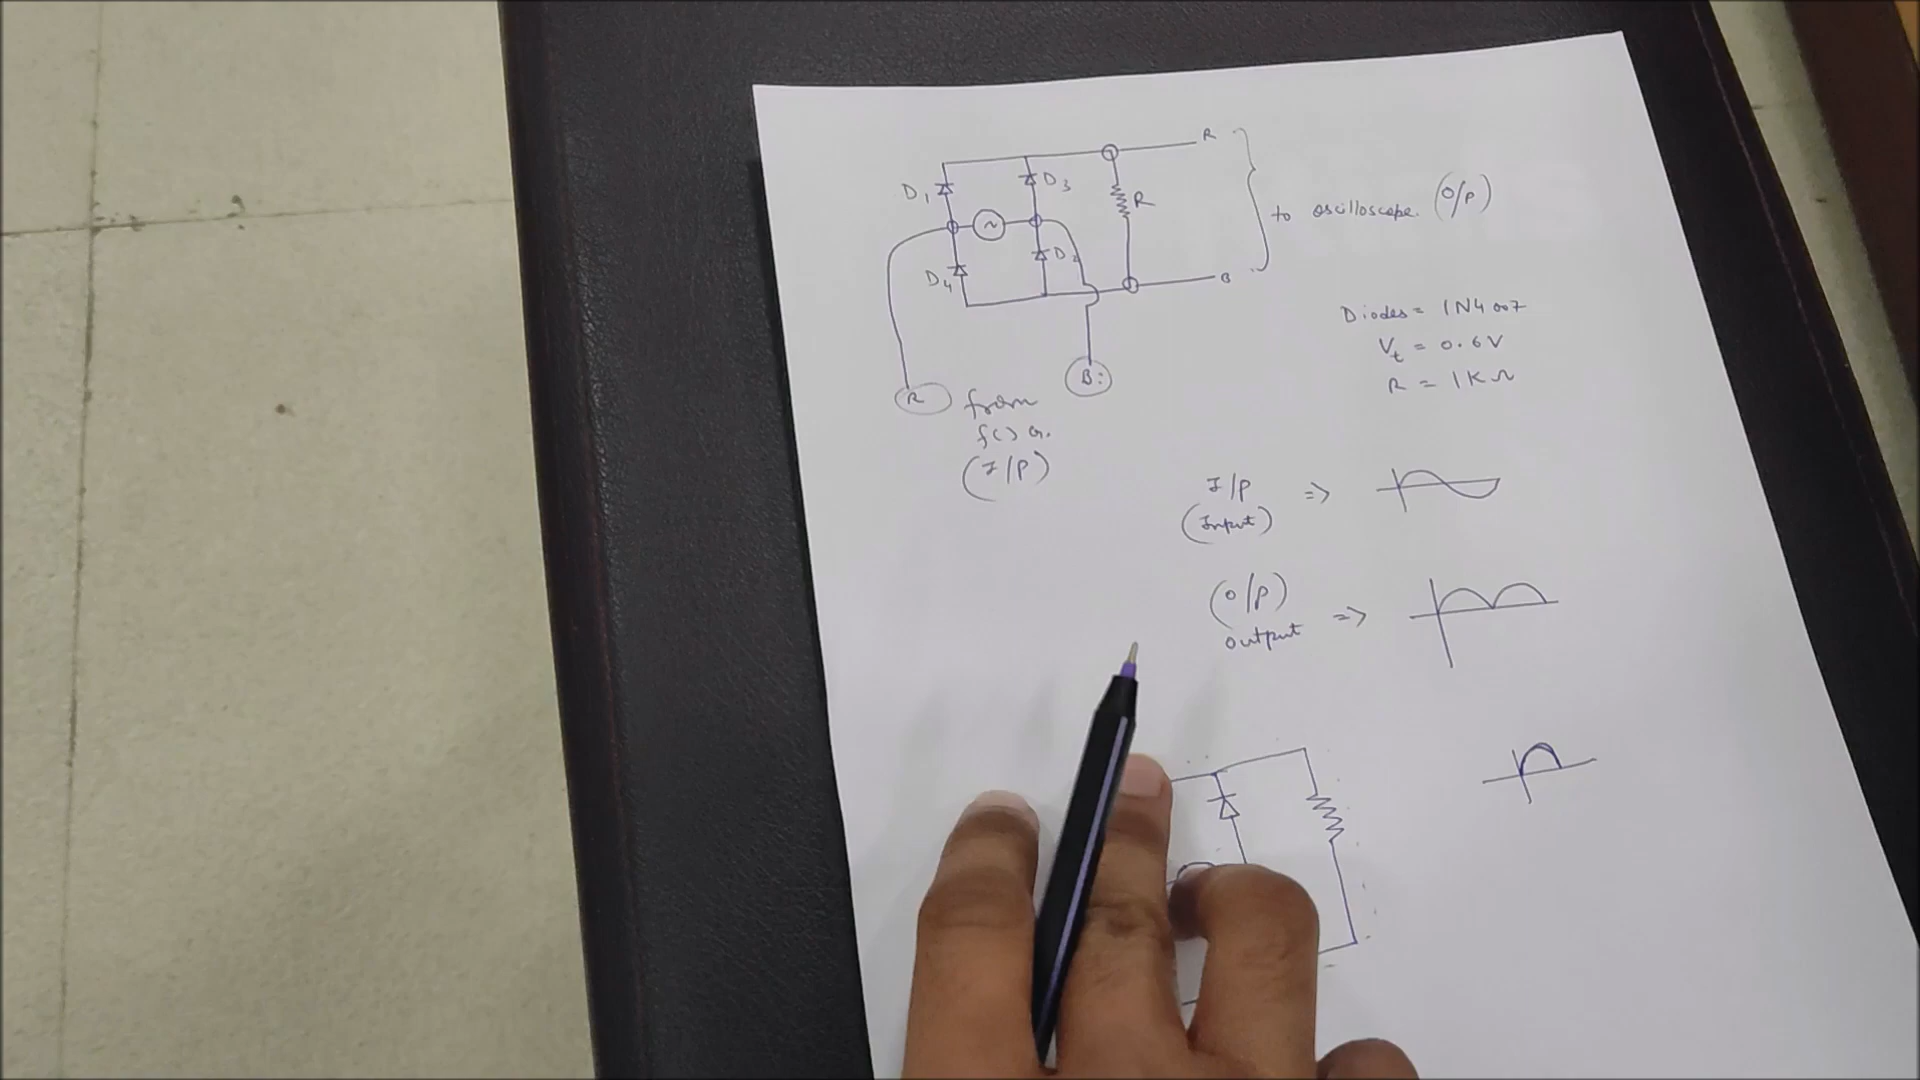 R
D1
D3
R
to oscilloscope. (O/P)
D2
D4
B
Diodes = 1N4007
Vt = 0.6V
R = 1KΩ
R
B:
from
f() G.
(I/P)
I/P =>
(Input)
(O/P)
output =>